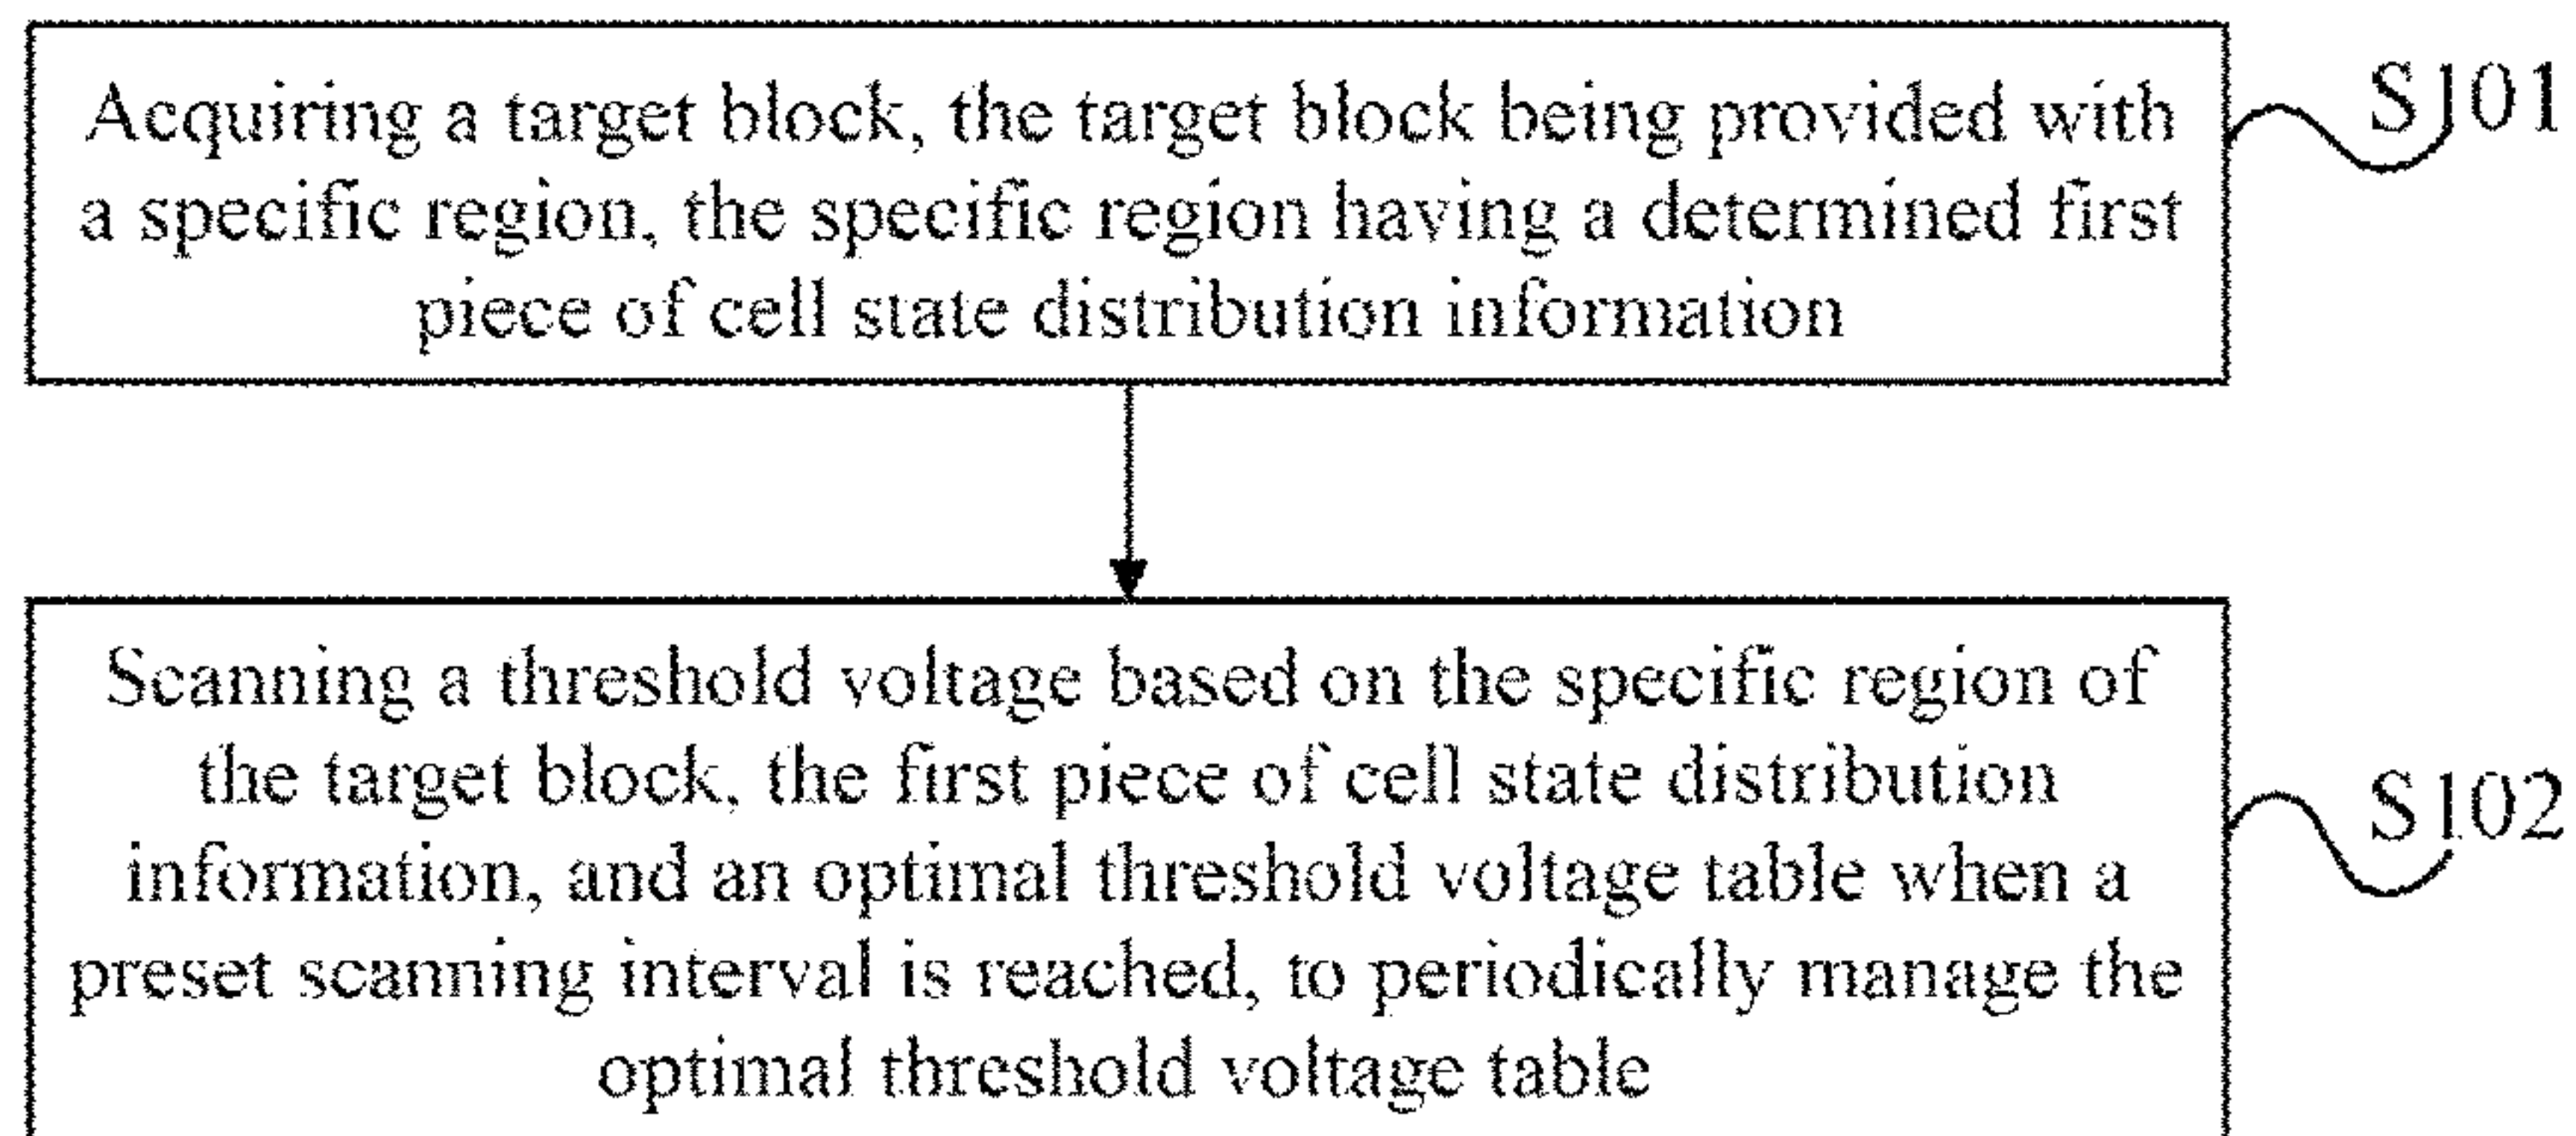 Acquiring a target block, the target block being provided with
a specific region, the specific region having a determined first
piece of cell state distribution information
S101
Scanning a threshold voltage based on the specific region of
the target block, the first piece of cell state distribution
information, and an optimal threshold voltage table when a
preset scanning interval is reached, to periodically manage the
optimal threshold voltage table
S102